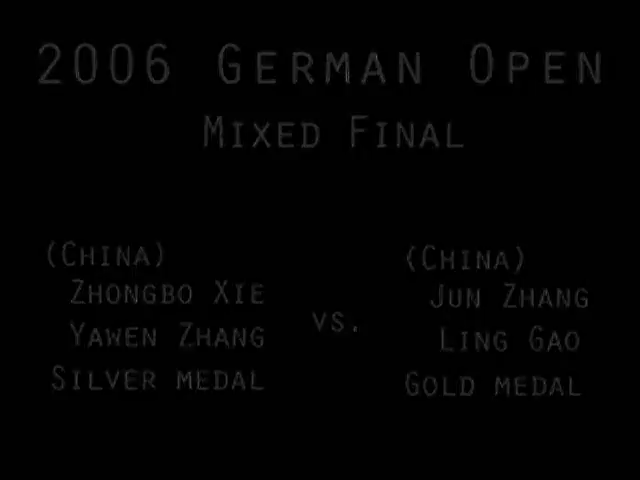 2006 German Open
Mixed Final
(China)
Zhongbo Xie
Yawen Zhang
Silver medal
vs.
(China)
Jun Zhang
Ling Gao
Gold medal